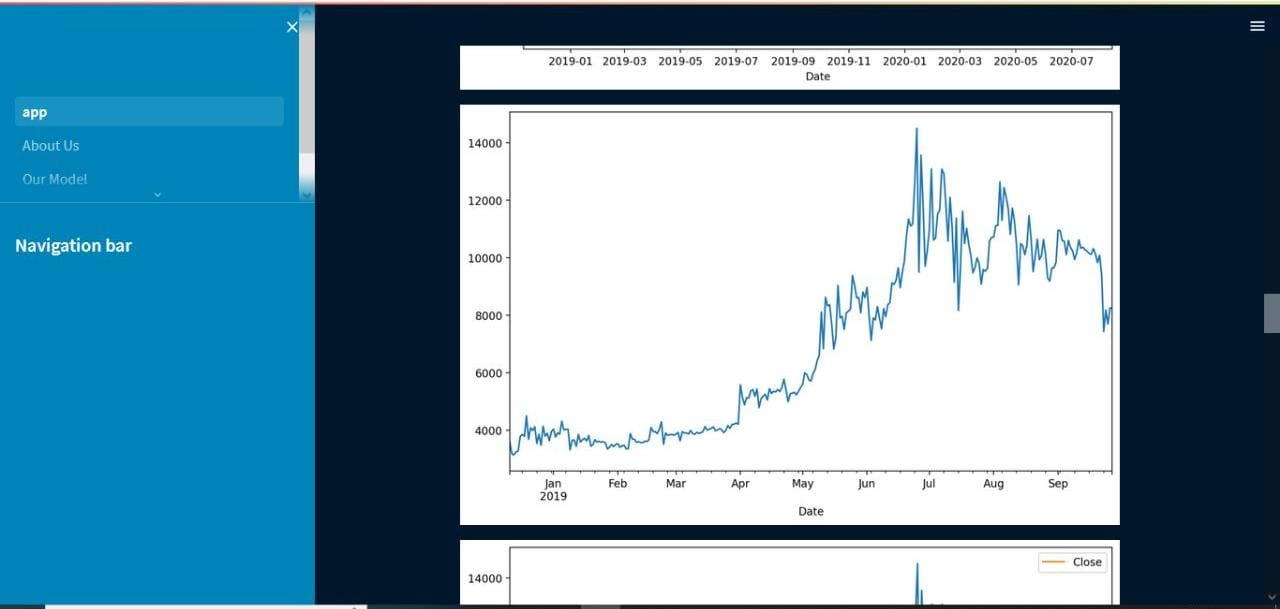 app
About Us
Our Model
Navigation bar
2019-01 2019-03 2019-05 2019-07 2019-09 2019-11 2020-01 2020-03 2020-05 2020-07
Date
14000
12000
10000
8000
6000
4000
Jan Feb Mar Apr May Jun Jul Aug Sep
2019
Date
Close
14000